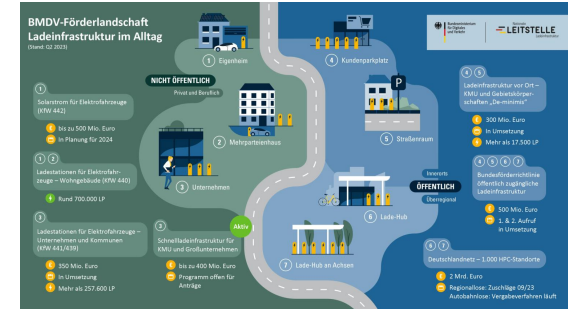 BMDV-Förderlandschaft
Ladeinfrastruktur im Alltag
(Stand: Q2 2023)
Bundesministerium
für Digitales
und Verkehr
Nationale
LEITSTELLE
Ladeinfrastruktur
1 Eigenheim
4 Kundenparkplatz
NICHT ÖFFENTLICH
Privat und Beruflich
P
2 Mehrparteienhaus
5 Straßenraum
3 Unternehmen
Innerorts
ÖFFENTLICH
Überregional
6 Lade-Hub
7 Lade-Hub an Achsen
1
Solarstrom für Elektrofahrzeuge
(KfW 442)
bis zu 500 Mio. Euro
in Planung für 2024
1 2
Ladestationen für Elektrofahr-
zeuge – Wohngebäude (KfW 440)
Rund 700.000 LP
3
Ladestationen für Elektrofahrzeuge –
Unternehmen und Kommunen
(KfW 441/439)
350 Mio. Euro
in Umsetzung
Mehr als 257.600 LP
Aktiv
3
Schnellladeinfrastruktur für
KMU und Großunternehmen
bis zu 400 Mio. Euro
Programm offen für
Anträge
4 5
Ladeinfrastruktur vor Ort –
KMU und Gebietskörper-
schaften „De-minimis“
300 Mio. Euro
in Umsetzung
Mehr als 17.500 LP
4 5 6 7
Bundesförderrichtlinie
öffentlich zugängliche
Ladeinfrastruktur
500 Mio. Euro
1. & 2. Aufruf
in Umsetzung
6 7
Deutschlandnetz – 1.000 HPC-Standorte
2 Mrd. Euro
Regionallose: Zuschläge 09/23
Autobahnlose: Vergabeverfahren läuft